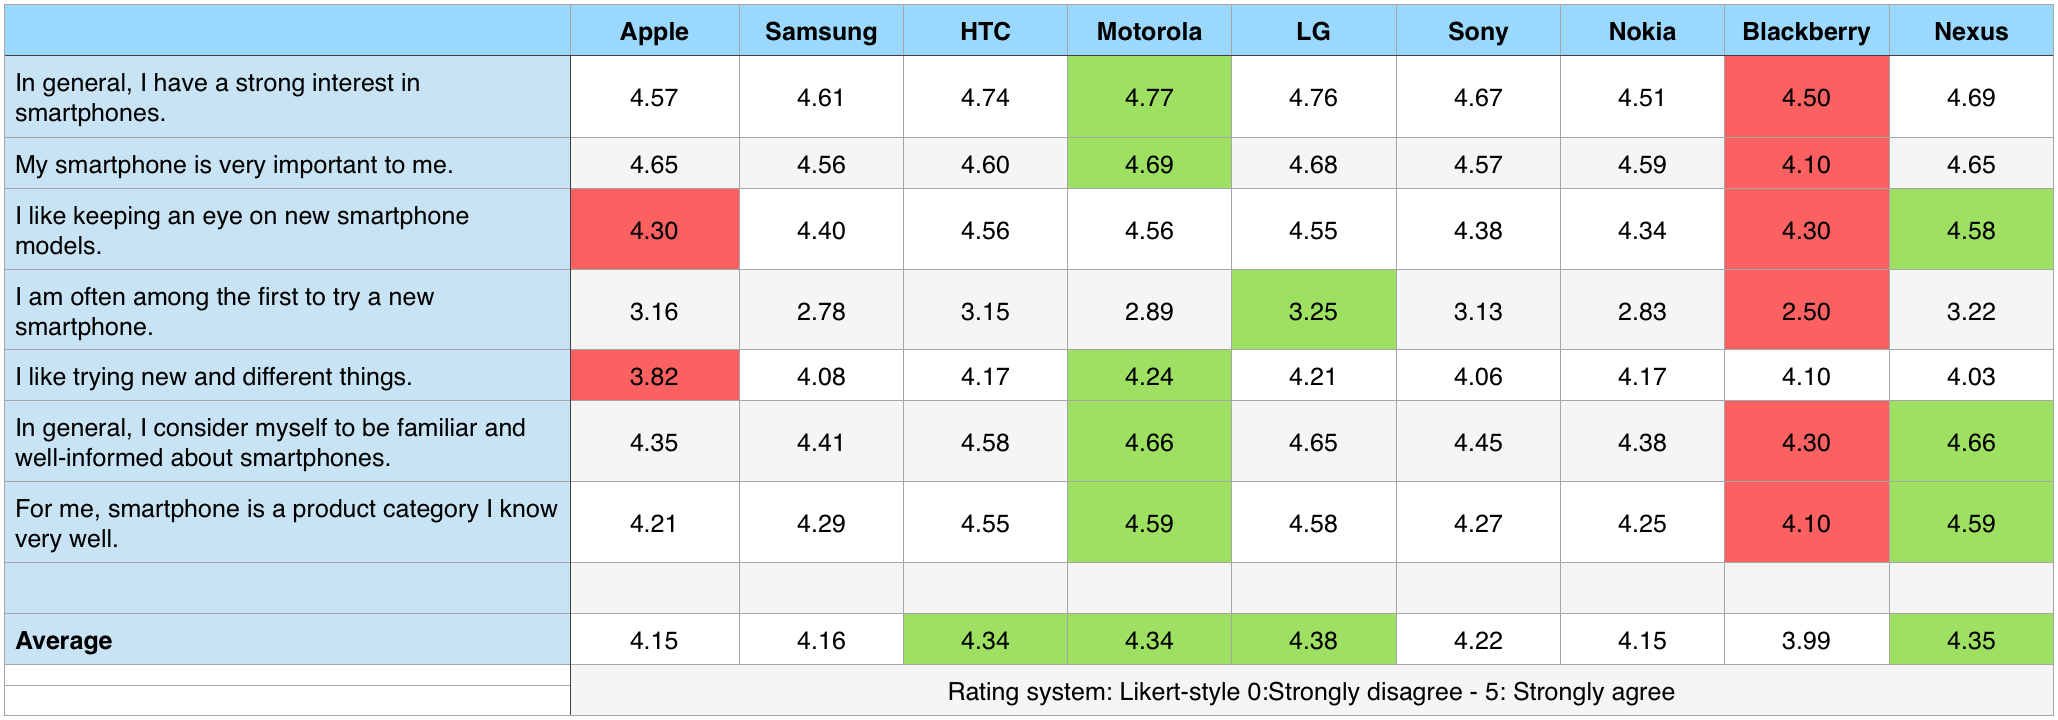 Apple Samsung HTC Motorola LG Sony Nokia Blackberry Nexus
In general, I have a strong interest in
smartphones.
4.57 4.61 4.74 4.77 4.76 4.67 4.51 4.50 4.69
My smartphone is very important to me. 4.65 4.56 4.60 4.69 4.68 4.57 4.59 4.10 4.65
I like keeping an eye on new smartphone
models.
4.30 4.40 4.56 4.56 4.55 4.38 4.34 4.30 4.58
I am often among the first to try a new
smartphone.
3.16 2.78 3.15 2.89 3.25 3.13 2.83 2.50 3.22
I like trying new and different things. 3.82 4.08 4.17 4.24 4.21 4.06 4.17 4.10 4.03
In general, I consider myself to be familiar and
well-informed about smartphones.
4.35 4.41 4.58 4.66 4.65 4.45 4.38 4.30 4.66
For me, smartphone is a product category I know
very well.
4.21 4.29 4.55 4.59 4.58 4.27 4.25 4.10 4.59
Average 4.15 4.16 4.34 4.34 4.38 4.22 4.15 3.99 4.35
Rating system: Likert-style 0:Strongly disagree - 5: Strongly agree